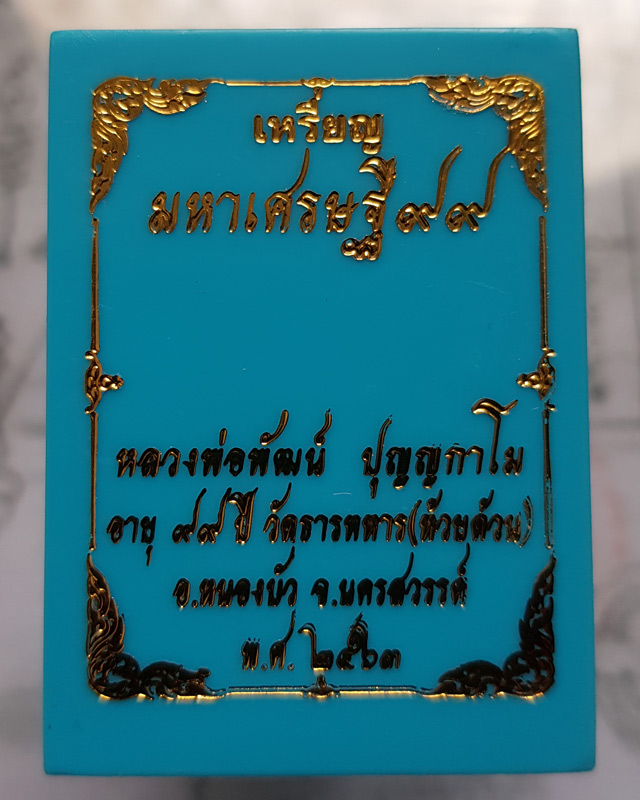 เหรียญ
มหาเศรษฐี ๙๙
หลวงพ่อพัฒน์ ปุญญกาโม
อายุ ๙๙ ปี วัดธารทหาร(ห้วยด้วน)
อ.หนองบัว จ.นครสวรรค์
พ.ศ. ๒๕๖๓